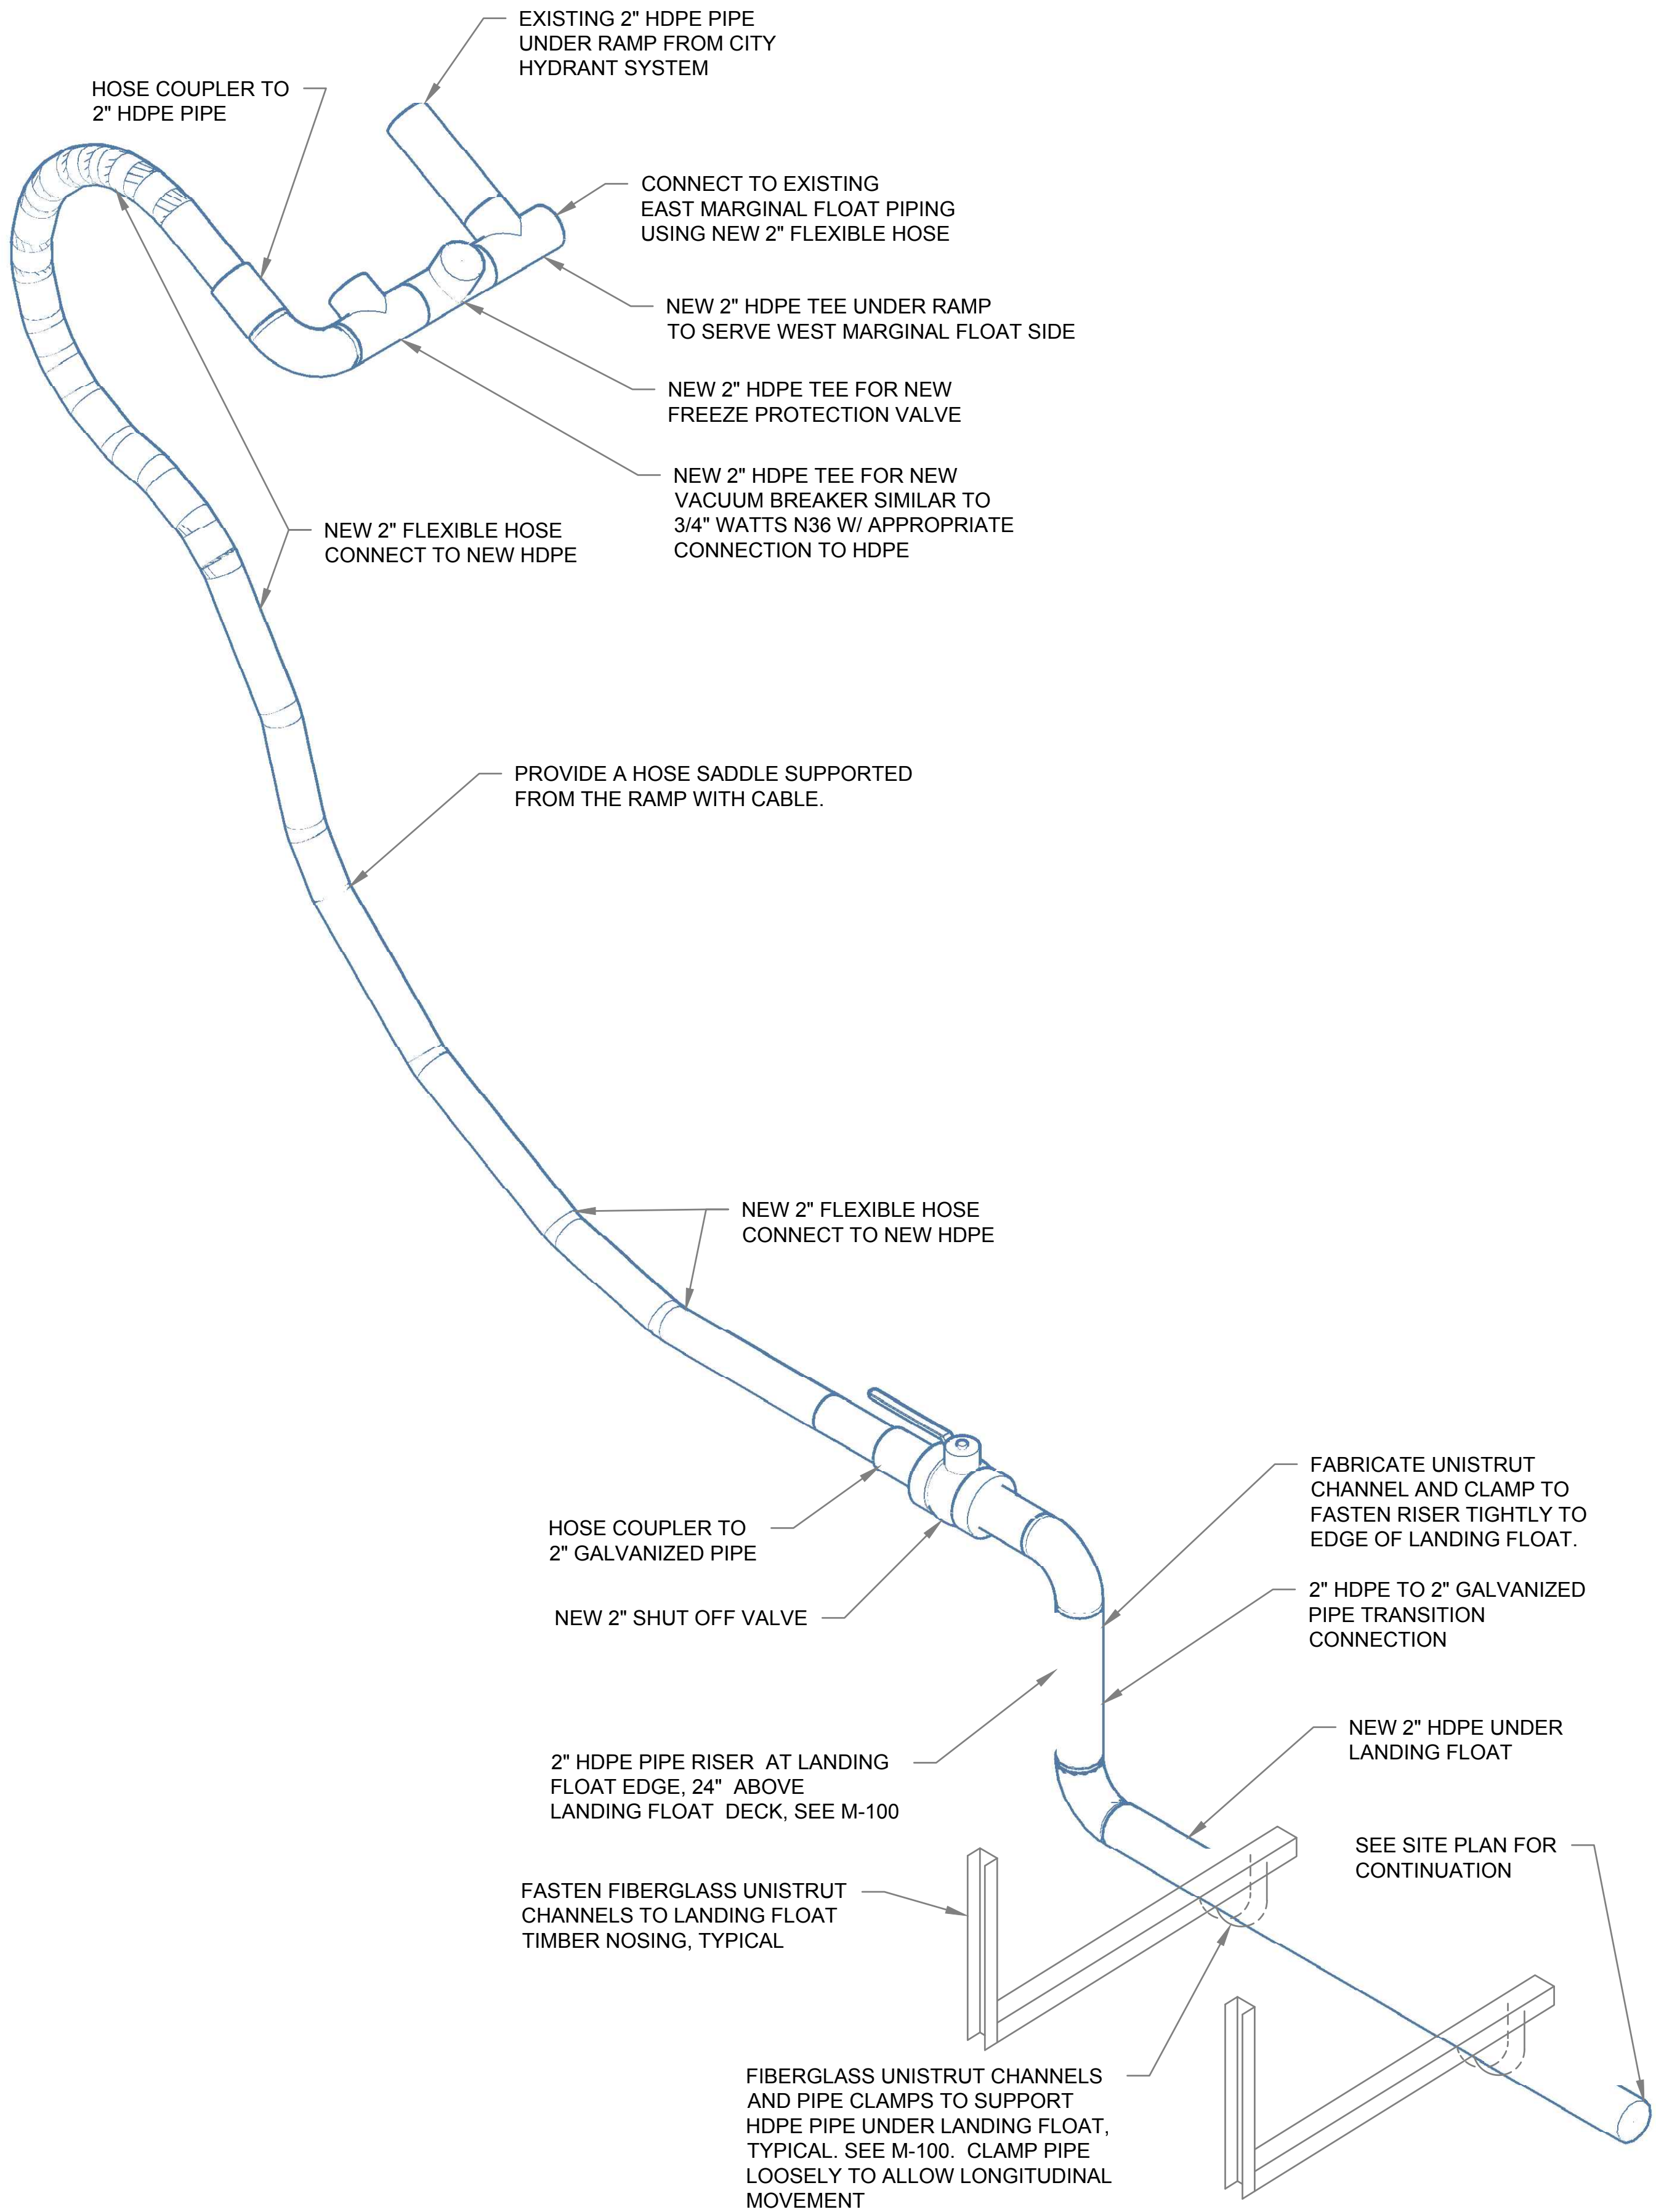 EXISTING 2" HDPE PIPE
UNDER RAMP FROM CITY
HYDRANT SYSTEM
HOSE COUPLER TO
2" HDPE PIPE
CONNECT TO EXISTING
EAST MARGINAL FLOAT PIPING
USING NEW 2" FLEXIBLE HOSE
NEW 2" HDPE TEE UNDER RAMP
TO SERVE WEST MARGINAL FLOAT SIDE
NEW 2" HDPE TEE FOR NEW
FREEZE PROTECTION VALVE
NEW 2" HDPE TEE FOR NEW
VACUUM BREAKER SIMILAR TO
3/4" WATTS N36 W/ APPROPRIATE
CONNECTION TO HDPE
NEW 2" FLEXIBLE HOSE
CONNECT TO NEW HDPE
PROVIDE A HOSE SADDLE SUPPORTED
FROM THE RAMP WITH CABLE.
NEW 2" FLEXIBLE HOSE
CONNECT TO NEW HDPE
FABRICATE UNISTRUT
CHANNEL AND CLAMP TO
FASTEN RISER TIGHTLY TO
EDGE OF LANDING FLOAT.
HOSE COUPLER TO
2" GALVANIZED PIPE
2" HDPE TO 2" GALVANIZED
PIPE TRANSITION
CONNECTION
NEW 2" SHUT OFF VALVE
NEW 2" HDPE UNDER
LANDING FLOAT
2" HDPE PIPE RISER AT LANDING
FLOAT EDGE, 24" ABOVE
LANDING FLOAT DECK, SEE M-100
SEE SITE PLAN FOR
CONTINUATION
FASTEN FIBERGLASS UNISTRUT
CHANNELS TO LANDING FLOAT
TIMBER NOSING, TYPICAL
FIBERGLASS UNISTRUT CHANNELS
AND PIPE CLAMPS TO SUPPORT
HDPE PIPE UNDER LANDING FLOAT,
TYPICAL. SEE M-100. CLAMP PIPE
LOOSELY TO ALLOW LONGITUDINAL
MOVEMENT